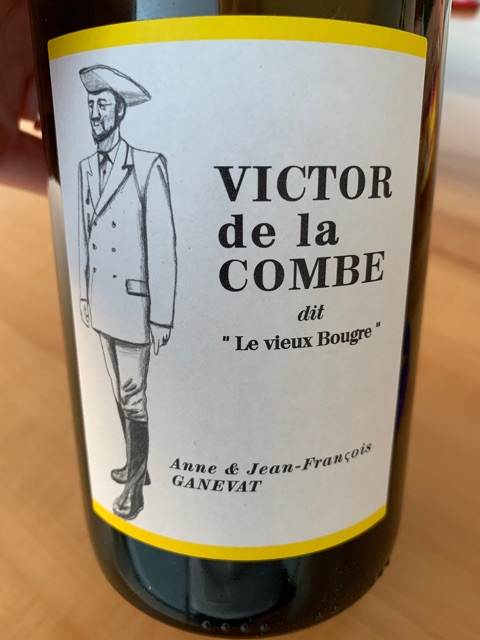 VICTOR
de la
COMBE
dit
" Le vieux Bougre "
Anne & Jean-François
GANEVAT